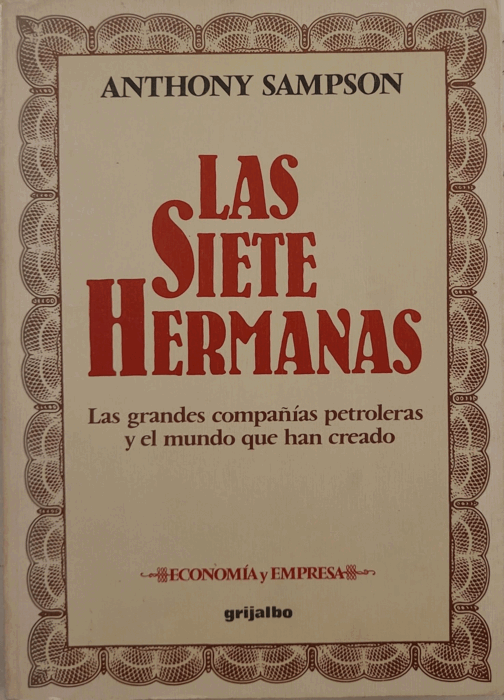 ANTHONY SAMPSON
LAS
SIETE
HERMANAS
Las grandes compañías petroleras
y el mundo que han creado
ECONOMÍA y EMPRESA
grijalbo